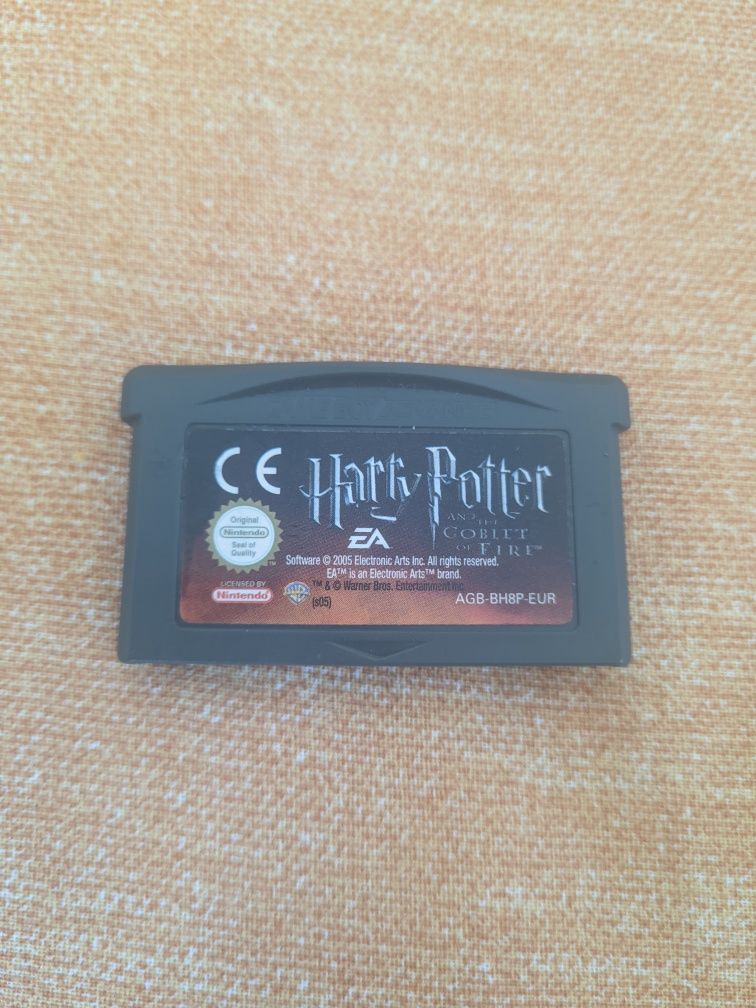 GAME BOY ADVANCE
CE
Harry Potter
AND THE
GOBLET
OF FIRE™
Original
Nintendo
Seal of
Quality
™
EA
Software © 2005 Electronic Arts Inc. All rights reserved.
EA™ is an Electronic Arts™ brand.
LICENSED BY
Nintendo
WB
™ & © Warner Bros. Entertainment Inc.
(s05)
AGB-BH8P-EUR